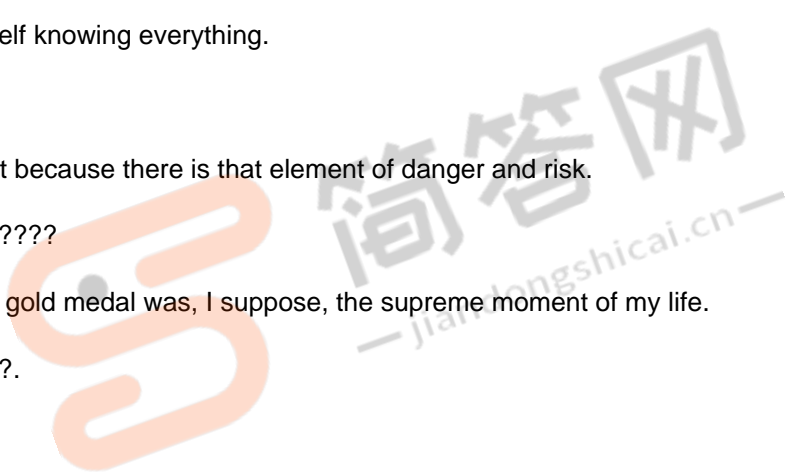 elf knowing everything.
t because there is that element of danger and risk.
????
gold medal was, I suppose, the supreme moment of my life.
?.
简答网
jiandongshicai.cn